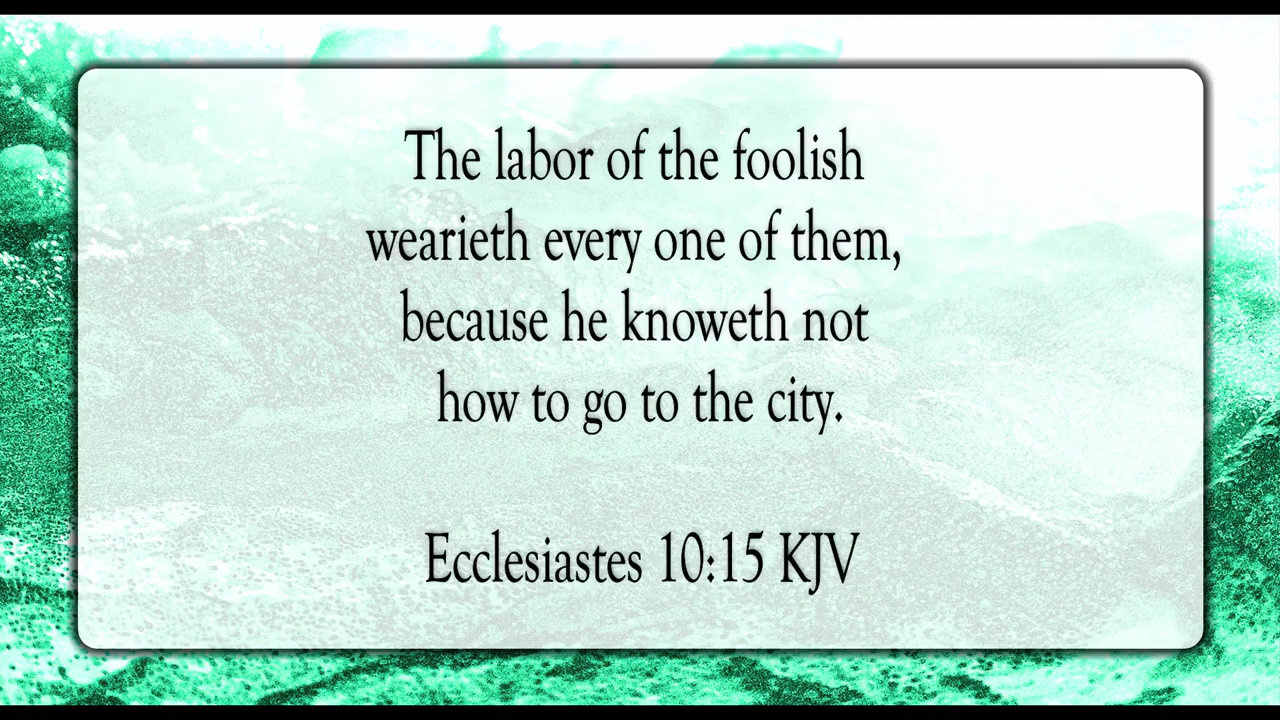 The labor of the foolish
wearieth every one of them,
because he knoweth not
how to go to the city.
Ecclesiastes 10:15 KJV